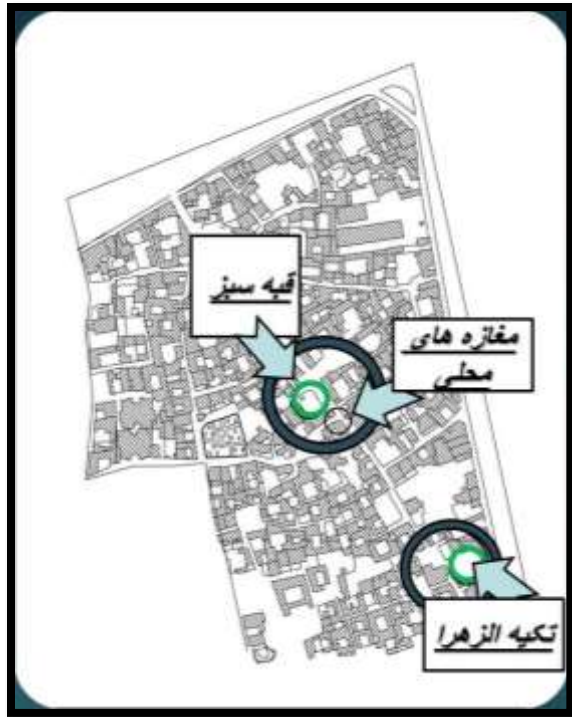 قبه سبز
مغازه های
محلی
تکیه الزهرا